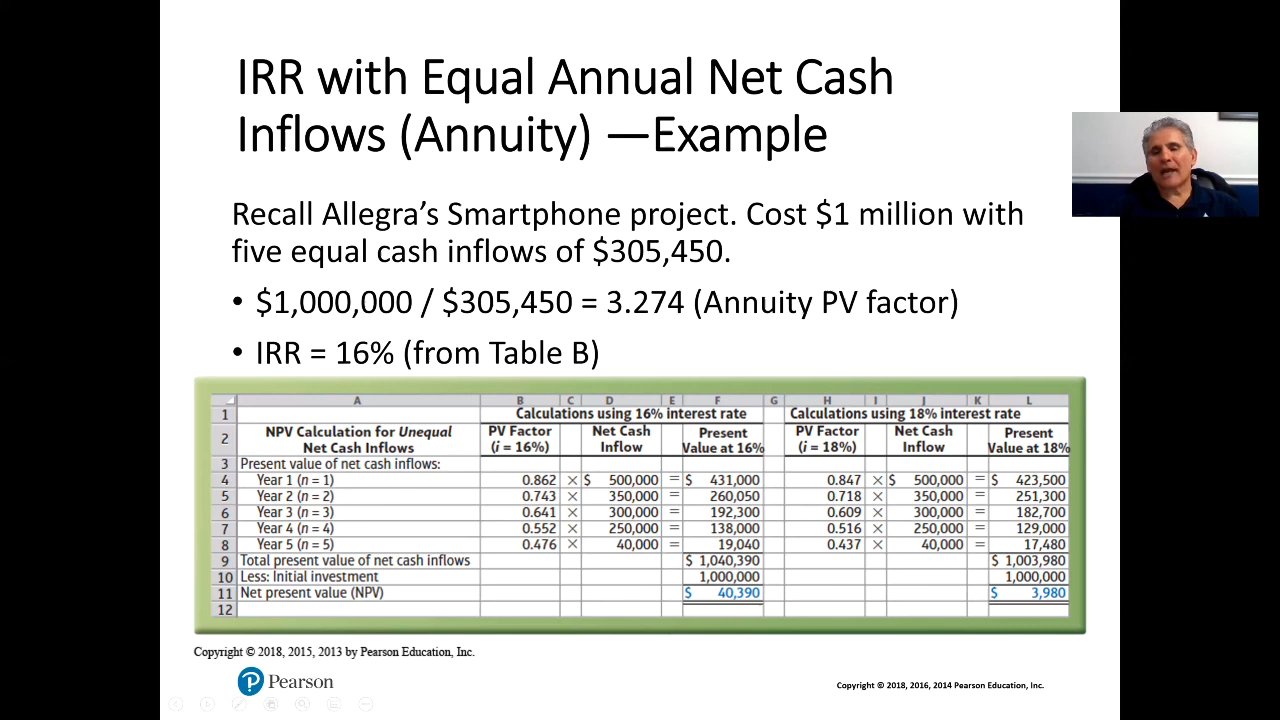 IRR with Equal Annual Net Cash
Inflows (Annuity) —Example
Recall Allegra's Smartphone project. Cost $1 million with
five equal cash inflows of $305,450.
• $1,000,000 / $305,450 = 3.274 (Annuity PV factor)
• IRR = 16% (from Table B)
A B C D E F G H I J K L
1 Calculations using 16% interest rate Calculations using 18% interest rate
2 NPV Calculation for Unequal Net Cash Inflows PV Factor (i = 16%) Net Cash Inflow Present Value at 16% PV Factor (i = 18%) Net Cash Inflow Present Value at 18%
3 Present value of net cash inflows:
4 Year 1 (n = 1) 0.862 × $ 500,000 = $ 431,000 0.847 × $ 500,000 = $ 423,500
5 Year 2 (n = 2) 0.743 × 350,000 = 260,050 0.718 × 350,000 = 251,300
6 Year 3 (n = 3) 0.641 × 300,000 = 192,300 0.609 × 300,000 = 182,700
7 Year 4 (n = 4) 0.552 × 250,000 = 138,000 0.516 × 250,000 = 129,000
8 Year 5 (n = 5) 0.476 × 40,000 = 19,040 0.437 × 40,000 = 17,480
9 Total present value of net cash inflows $ 1,040,390 $ 1,003,980
10 Less: Initial investment 1,000,000 1,000,000
11 Net present value (NPV) $ 40,390 $ 3,980
12
Copyright © 2018, 2015, 2013 by Pearson Education, Inc.
P Pearson
Copyright © 2018, 2016, 2014 Pearson Education, Inc.